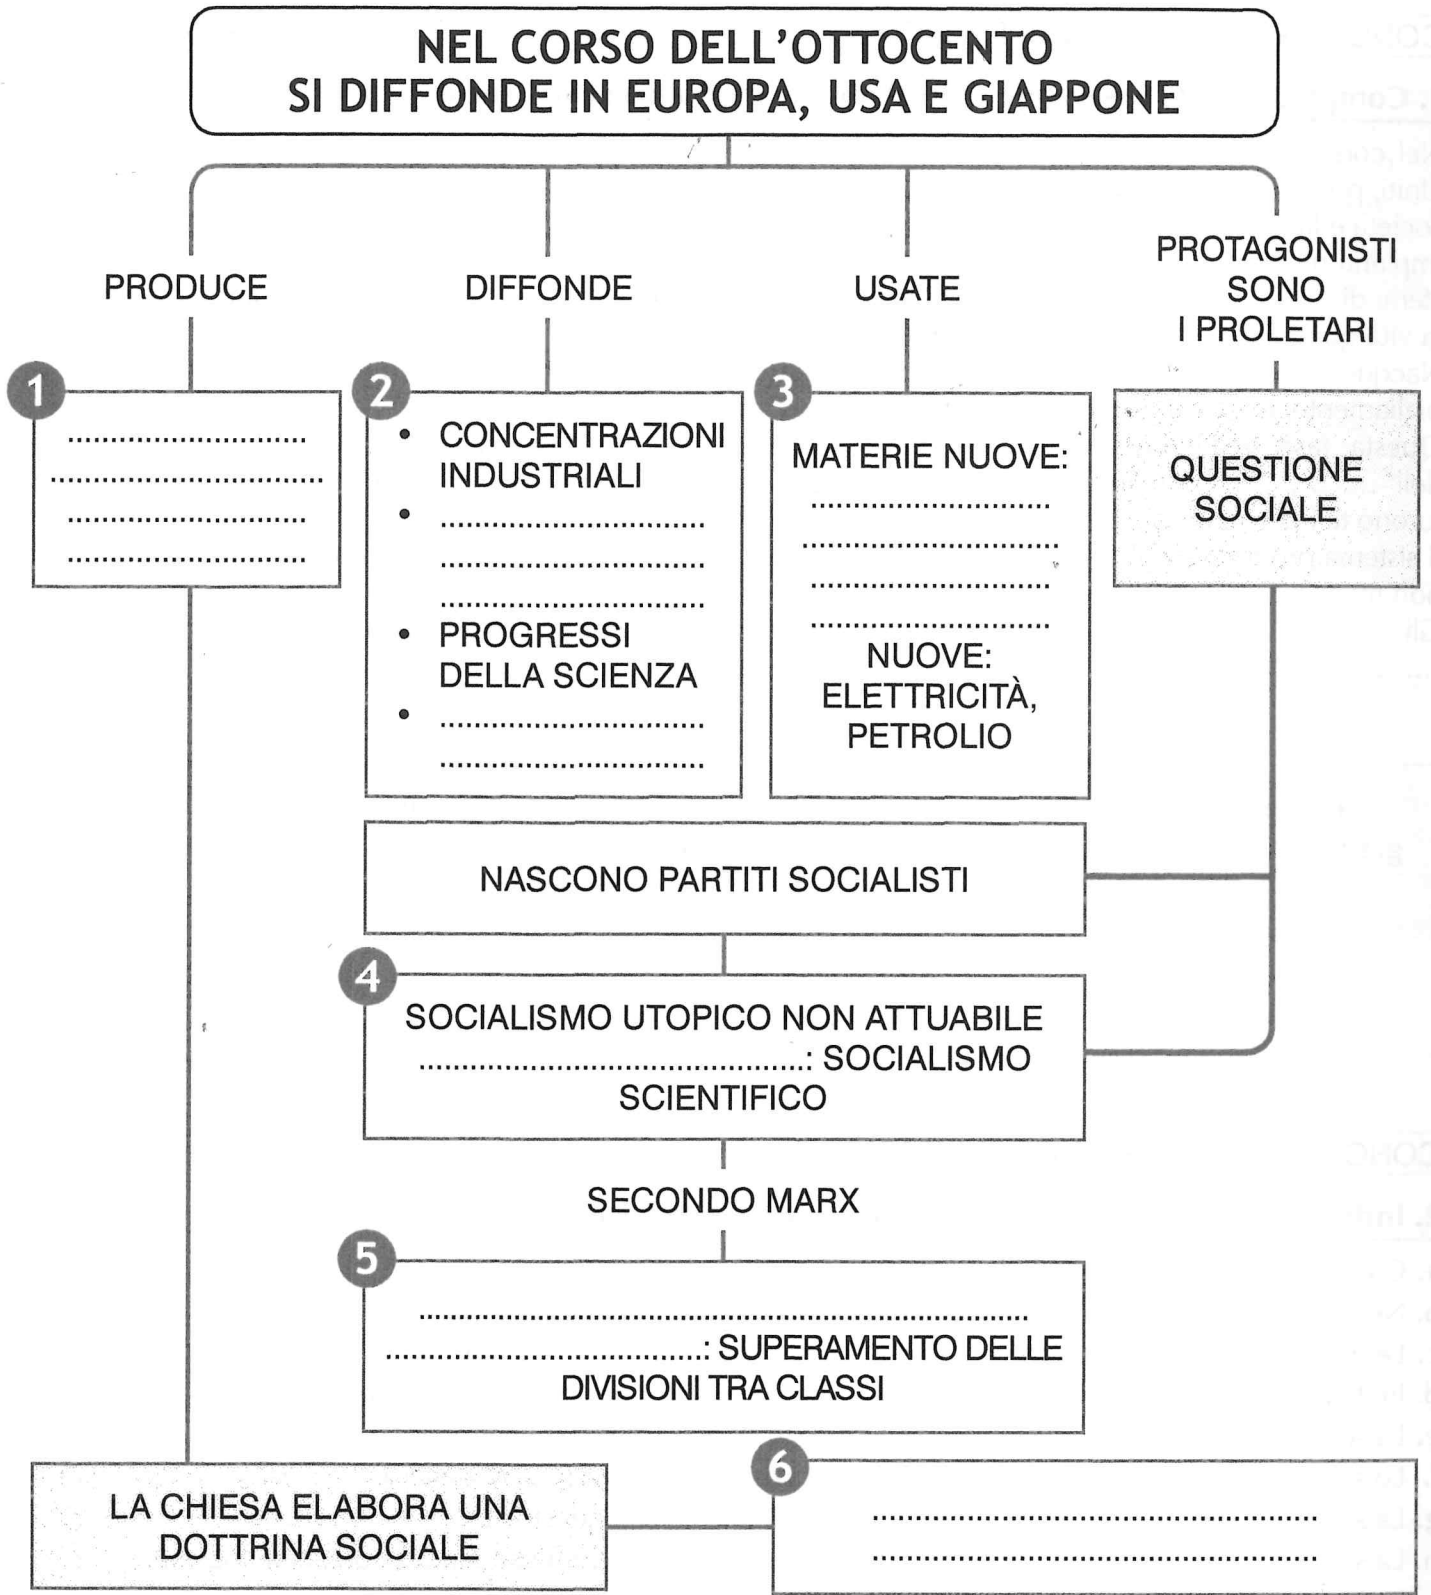 NEL CORSO DELL'OTTOCENTO
SI DIFFONDE IN EUROPA, USA E GIAPPONE
PRODUCE
DIFFONDE
USATE
PROTAGONISTI
SONO
I PROLETARI
1
..............................
..................................
..............................
..............................
2
• CONCENTRAZIONI
INDUSTRIALI
• .................................
.................................
.................................
• PROGRESSI
DELLA SCIENZA
• .................................
.................................
3
MATERIE NUOVE:
..............................
................................
..............................
..............................
NUOVE:
ELETTRICITÀ,
PETROLIO
QUESTIONE
SOCIALE
NASCONO PARTITI SOCIALISTI
4
SOCIALISMO UTOPICO NON ATTUABILE
................................................: SOCIALISMO
SCIENTIFICO
SECONDO MARX
5
............................................................................
........................................: SUPERAMENTO DELLE
DIVISIONI TRA CLASSI
LA CHIESA ELABORA UNA
DOTTRINA SOCIALE
6
........................................................
........................................................